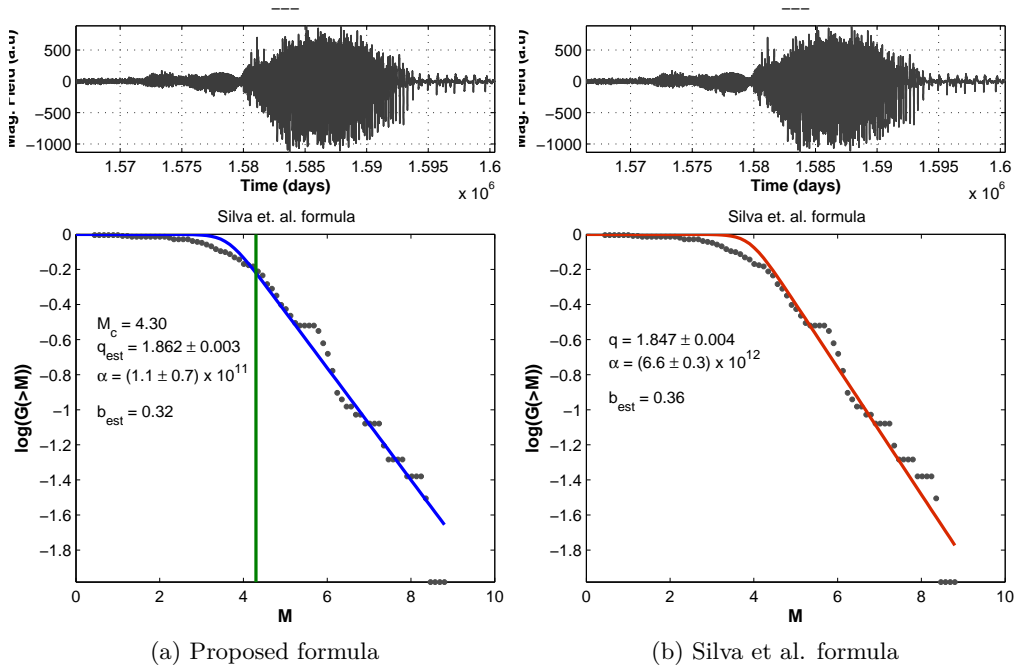 ---
500
0
−500
−1000
Mag. Field (a.u)
1.57 1.575 1.58 1.585 1.59 1.595 1.6
Time (days)
x 10^6
Silva et. al. formula
0
−0.2
−0.4
−0.6
−0.8
−1
−1.2
−1.4
−1.6
−1.8
log(G(>M))
M_c = 4.30
q_est = 1.862 ± 0.003
α = (1.1 ± 0.7) x 10^11
b_est = 0.32
0 2 4 6 8 10
M
(a) Proposed formula
---
500
0
−500
−1000
Mag. Field (a.u)
1.57 1.575 1.58 1.585 1.59 1.595 1.6
Time (days)
x 10^6
Silva et. al. formula
0
−0.2
−0.4
−0.6
−0.8
−1
−1.2
−1.4
−1.6
−1.8
log(G(>M))
q = 1.847 ± 0.004
α = (6.6 ± 0.3) x 10^12
b_est = 0.36
0 2 4 6 8 10
M
(b) Silva et al. formula